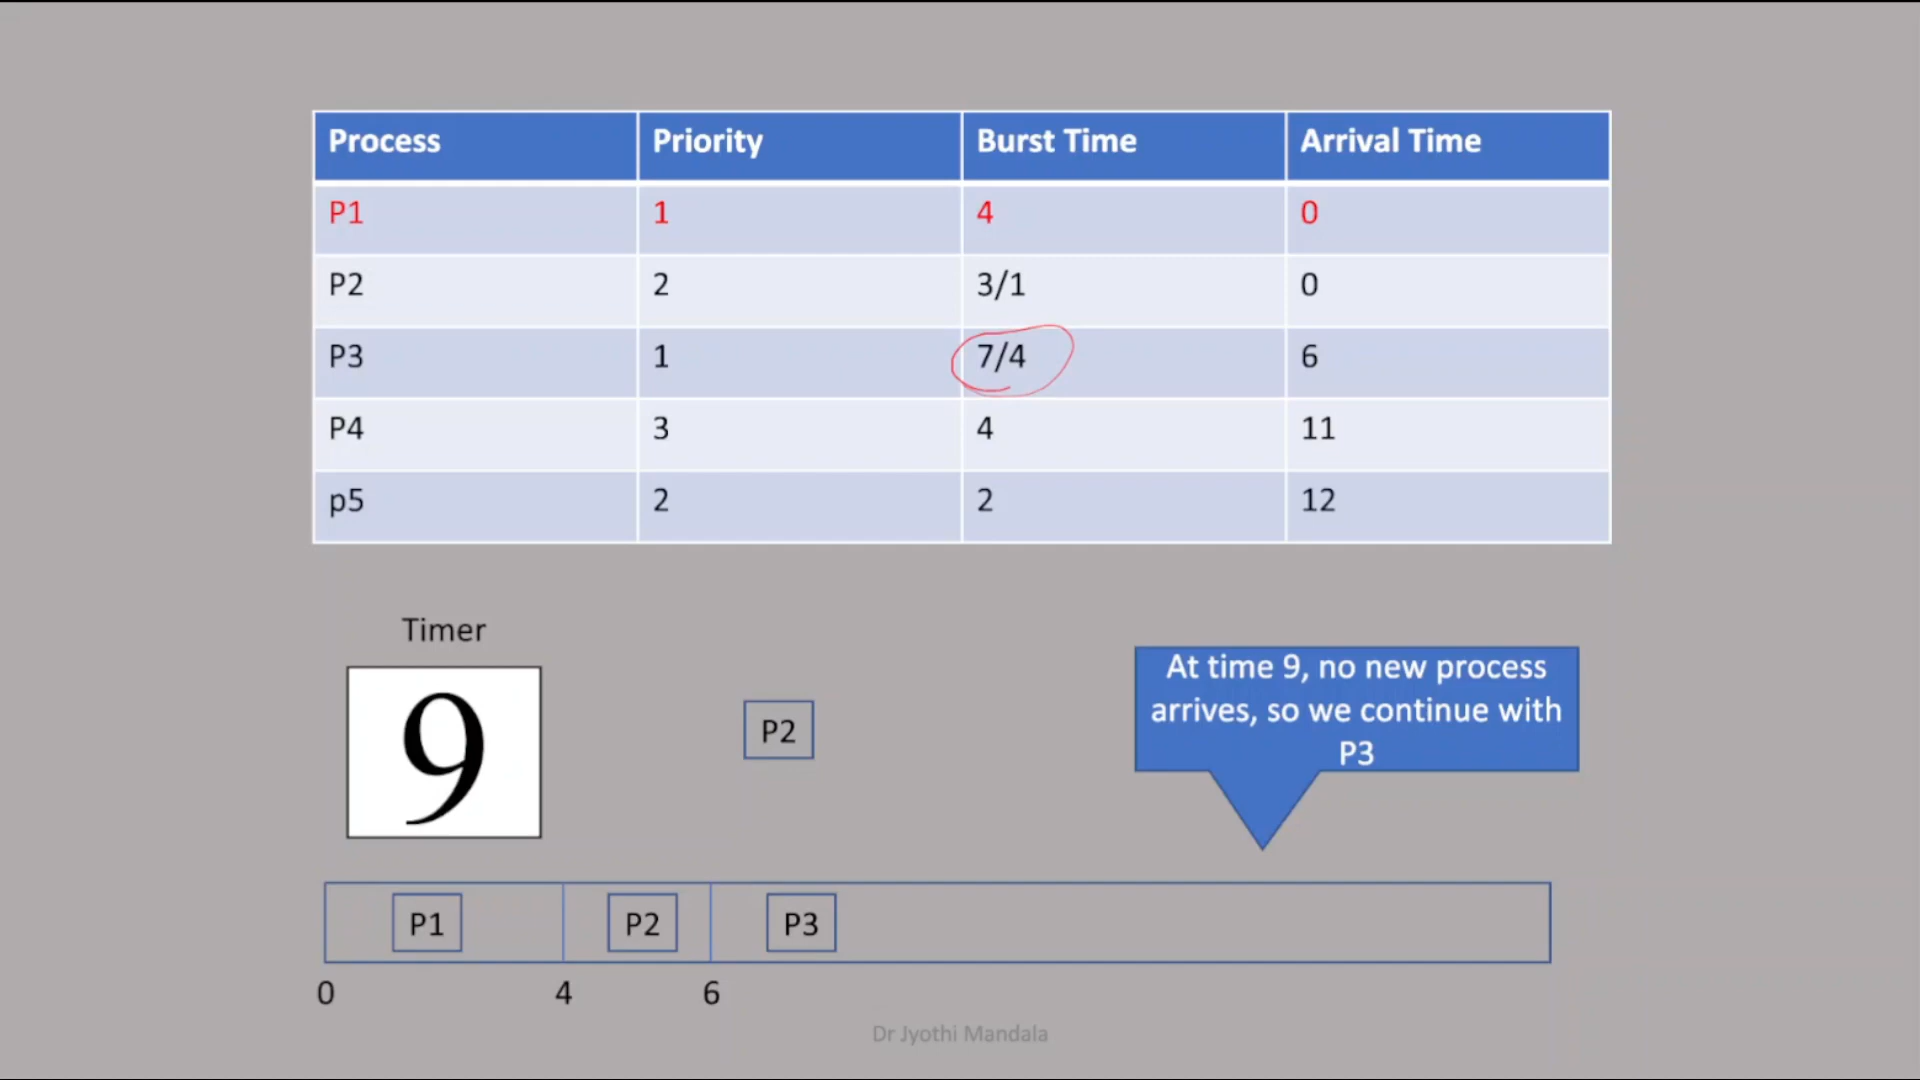 Process Priority Burst Time Arrival Time
P1 1 4 0
P2 2 3/1 0
P3 1 7/4 6
P4 3 4 11
p5 2 2 12
Timer
9
P2
At time 9, no new process
arrives, so we continue with
P3
P1 P2 P3
0 4 6
Dr Jyothi Mandala